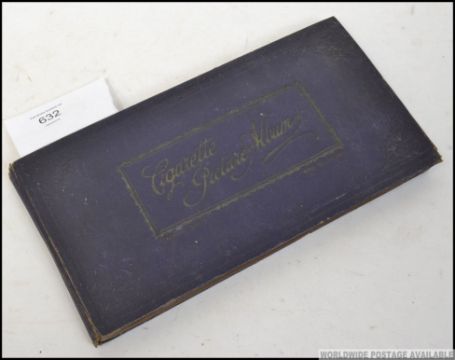 632
Cigarette
Picture Album
WORLDWIDE POSTAGE AVAILABLE